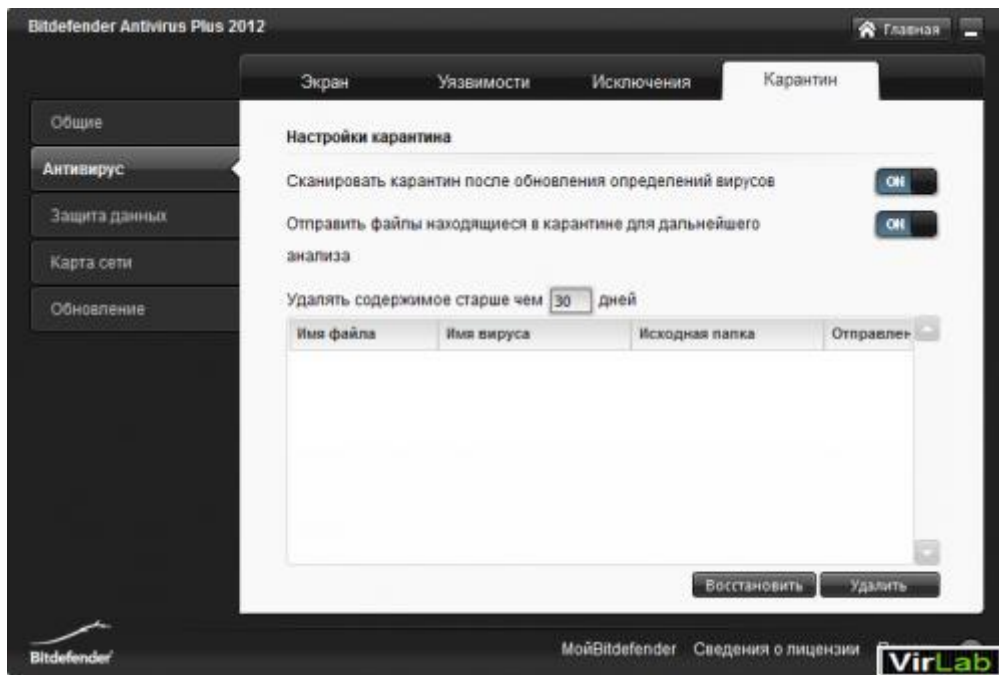 Bitdefender Antivirus Plus 2012
Главная
Экран Уязвимости Исключения Карантин
Общие
Антивирус
Защита данных
Карта сети
Обновление
Настройки карантина
Сканировать карантин после обновления определений вирусов ON
Отправить файлы находящиеся в карантине для дальнейшего ON
анализа
Удалять содержимое старше чем 30 дней
Имя файла Имя вируса Исходная папка Отправлен
Восстановить Удалить
Bitdefender
МойBitdefender Сведения о лицензии
VirLab